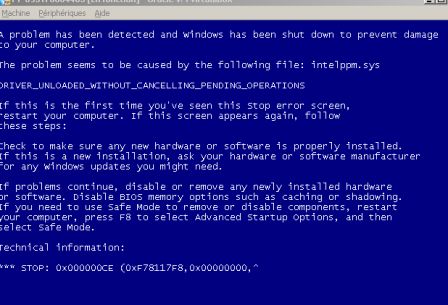 Machine Périphériques Aide
A problem has been detected and Windows has been shut down to prevent damage
to your computer.
The problem seems to be caused by the following file: intelppm.sys
DRIVER_UNLOADED_WITHOUT_CANCELLING_PENDING_OPERATIONS
If this is the first time you've seen this Stop error screen,
restart your computer. If this screen appears again, follow
these steps:
Check to make sure any new hardware or software is properly installed.
If this is a new installation, ask your hardware or software manufacturer
for any Windows updates you might need.
If problems continue, disable or remove any newly installed hardware
or software. Disable BIOS memory options such as caching or shadowing.
If you need to use Safe Mode to remove or disable components, restart
your computer, press F8 to select Advanced Startup Options, and then
select Safe Mode.
Technical information:
*** STOP: 0x000000CE (0xF78117F8,0x00000000,^